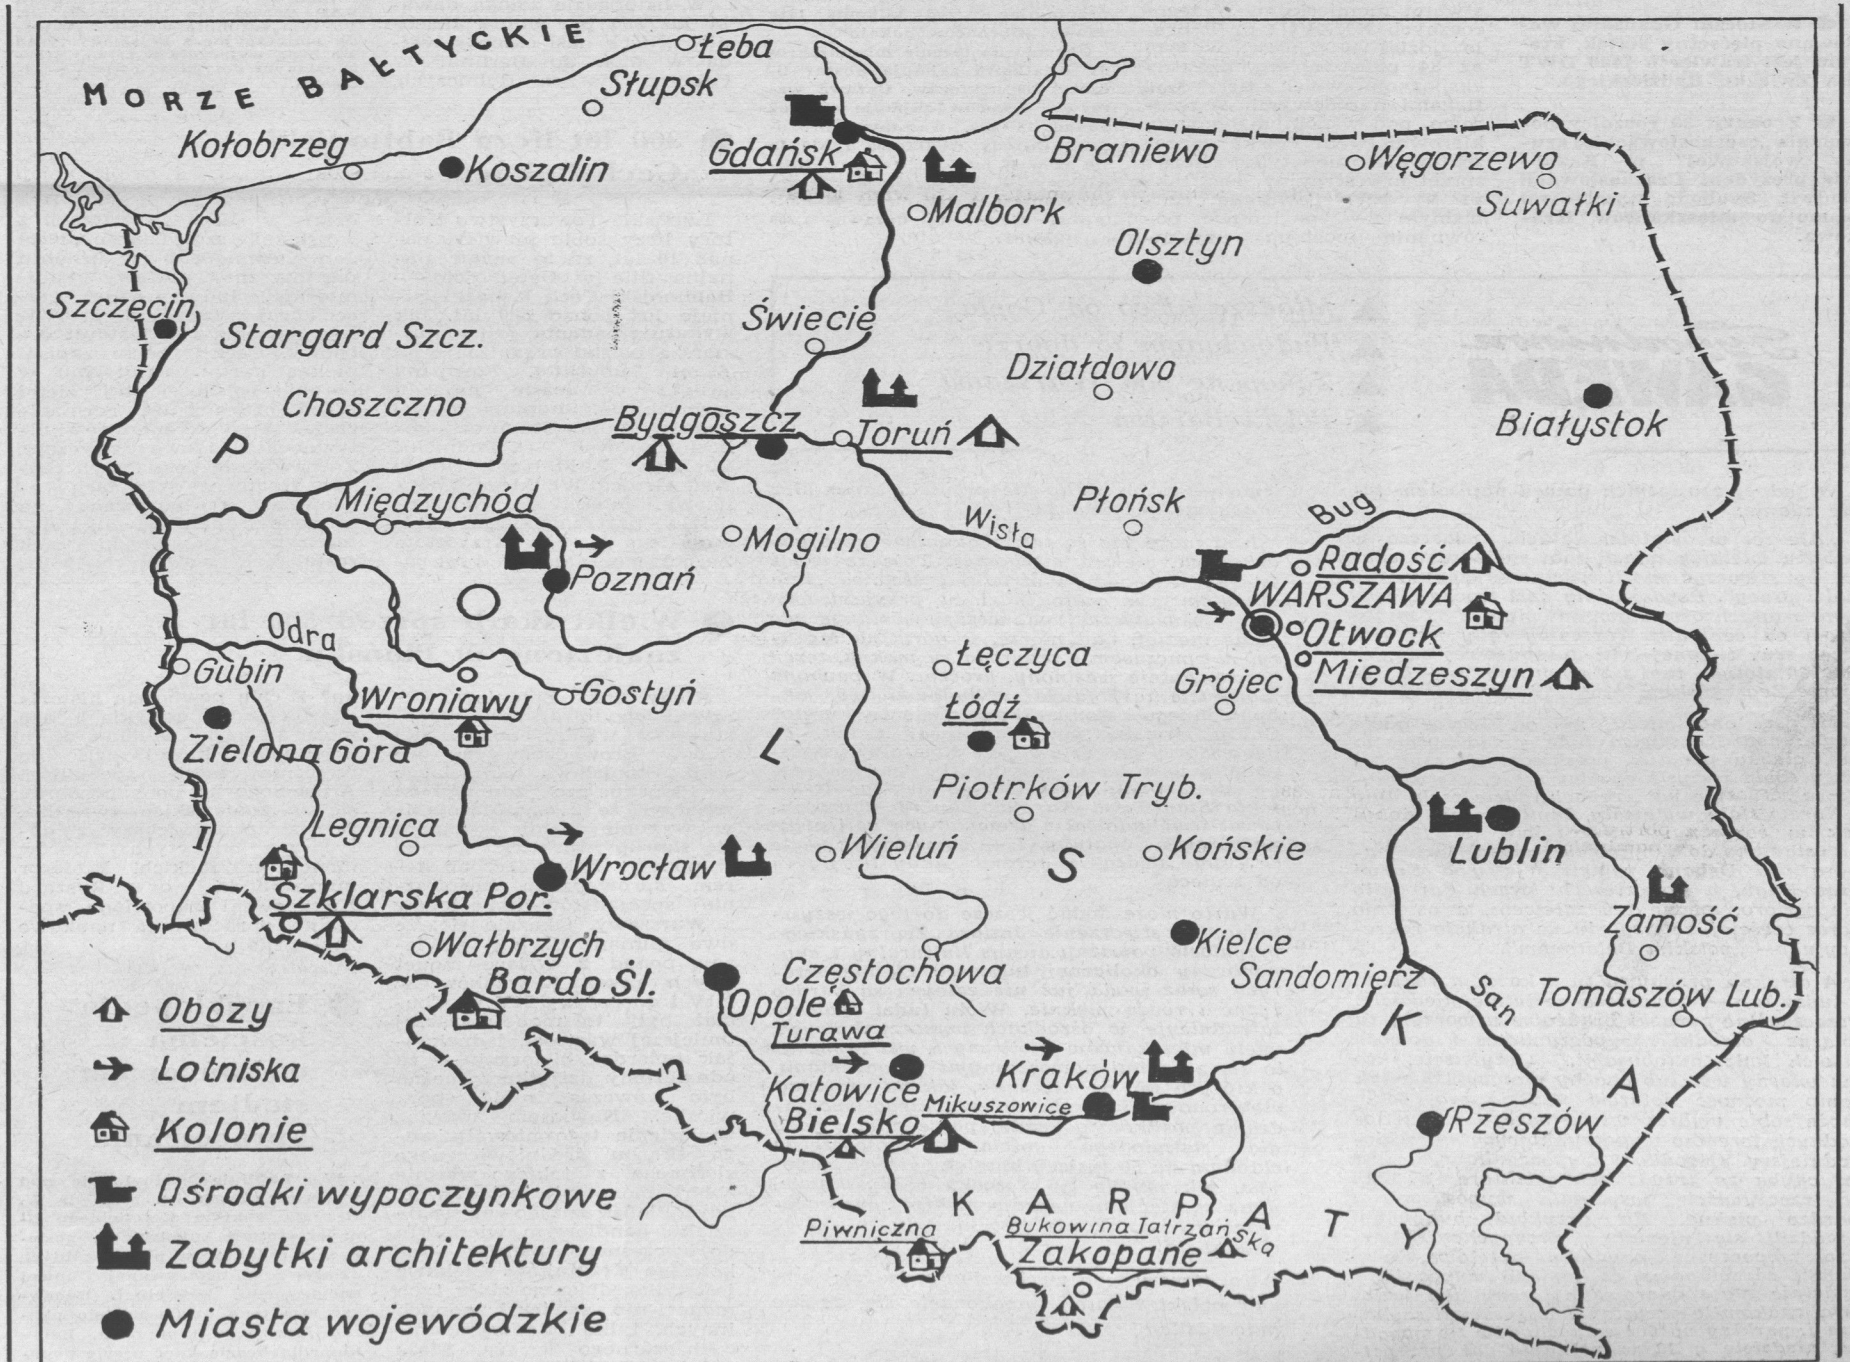 MORZE BAŁTYCKIE
Łeba
Słupsk
Kołobrzeg
Koszalin
Gdańsk
Braniewo
Węgorzewo
Suwałki
Malbork
Olsztyn
Szczecin
Stargard Szcz.
Świecie
Działdowo
Choszczno
Bydgoszcz
Toruń
Białystok
P
O
L
S
K
A
Międzychód
Płońsk
Wisła
Bug
Mogilno
Poznań
Radość
WARSZAWA
Otwock
Miedzeszyn
Odra
Gubin
Wroniawy
Gostyń
Łęczyca
Grójec
Łódź
Zielona Góra
Piotrków Tryb.
Legnica
Wrocław
Wieluń
Końskie
Lublin
Szklarska Por.
Zamość
Wałbrzych
Kielce
Bardo Śl.
Częstochowa
Sandomierz
San
Tomaszów Lub.
Opole
Turawa
Katowice
Kraków
Bielsko
Mikuszowice
Rzeszów
KARPATY
Piwniczna
Bukowina Tatrzańska
Zakopane
Obozy
Lotniska
Kolonie
Ośrodki wypoczynkowe
Zabytki architektury
Miasta wojewódzkie